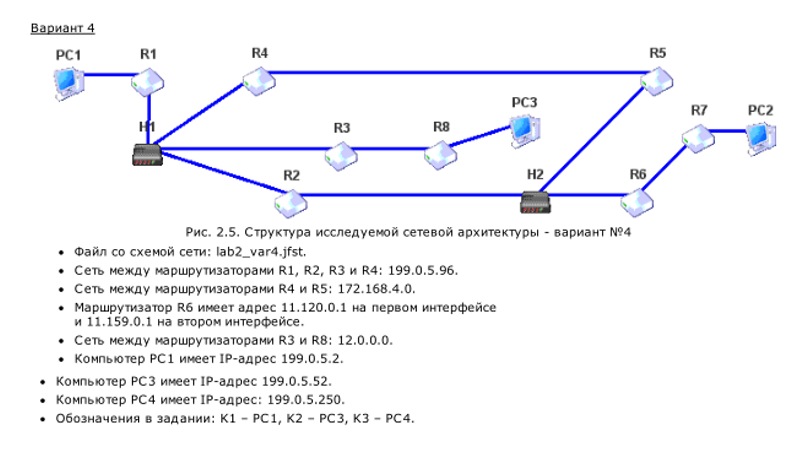 Вариант 4
PC1
R1
R4
R5
H1
R3
R8
PC3
R7
PC2
R2
H2
R6
Рис. 2.5. Структура исследуемой сетевой архитектуры - вариант №4
• Файл со схемой сети: lab2_var4.jfst.
• Сеть между маршрутизаторами R1, R2, R3 и R4: 199.0.5.96.
• Сеть между маршрутизаторами R4 и R5: 172.168.4.0.
• Маршрутизатор R6 имеет адрес 11.120.0.1 на первом интерфейсе
и 11.159.0.1 на втором интерфейсе.
• Сеть между маршрутизаторами R3 и R8: 12.0.0.0.
• Компьютер PC1 имеет IP-адрес 199.0.5.2.
• Компьютер PC3 имеет IP-адрес 199.0.5.52.
• Компьютер PC4 имеет IP-адрес: 199.0.5.250.
• Обозначения в задании: K1 – PC1, K2 – PC3, K3 – PC4.